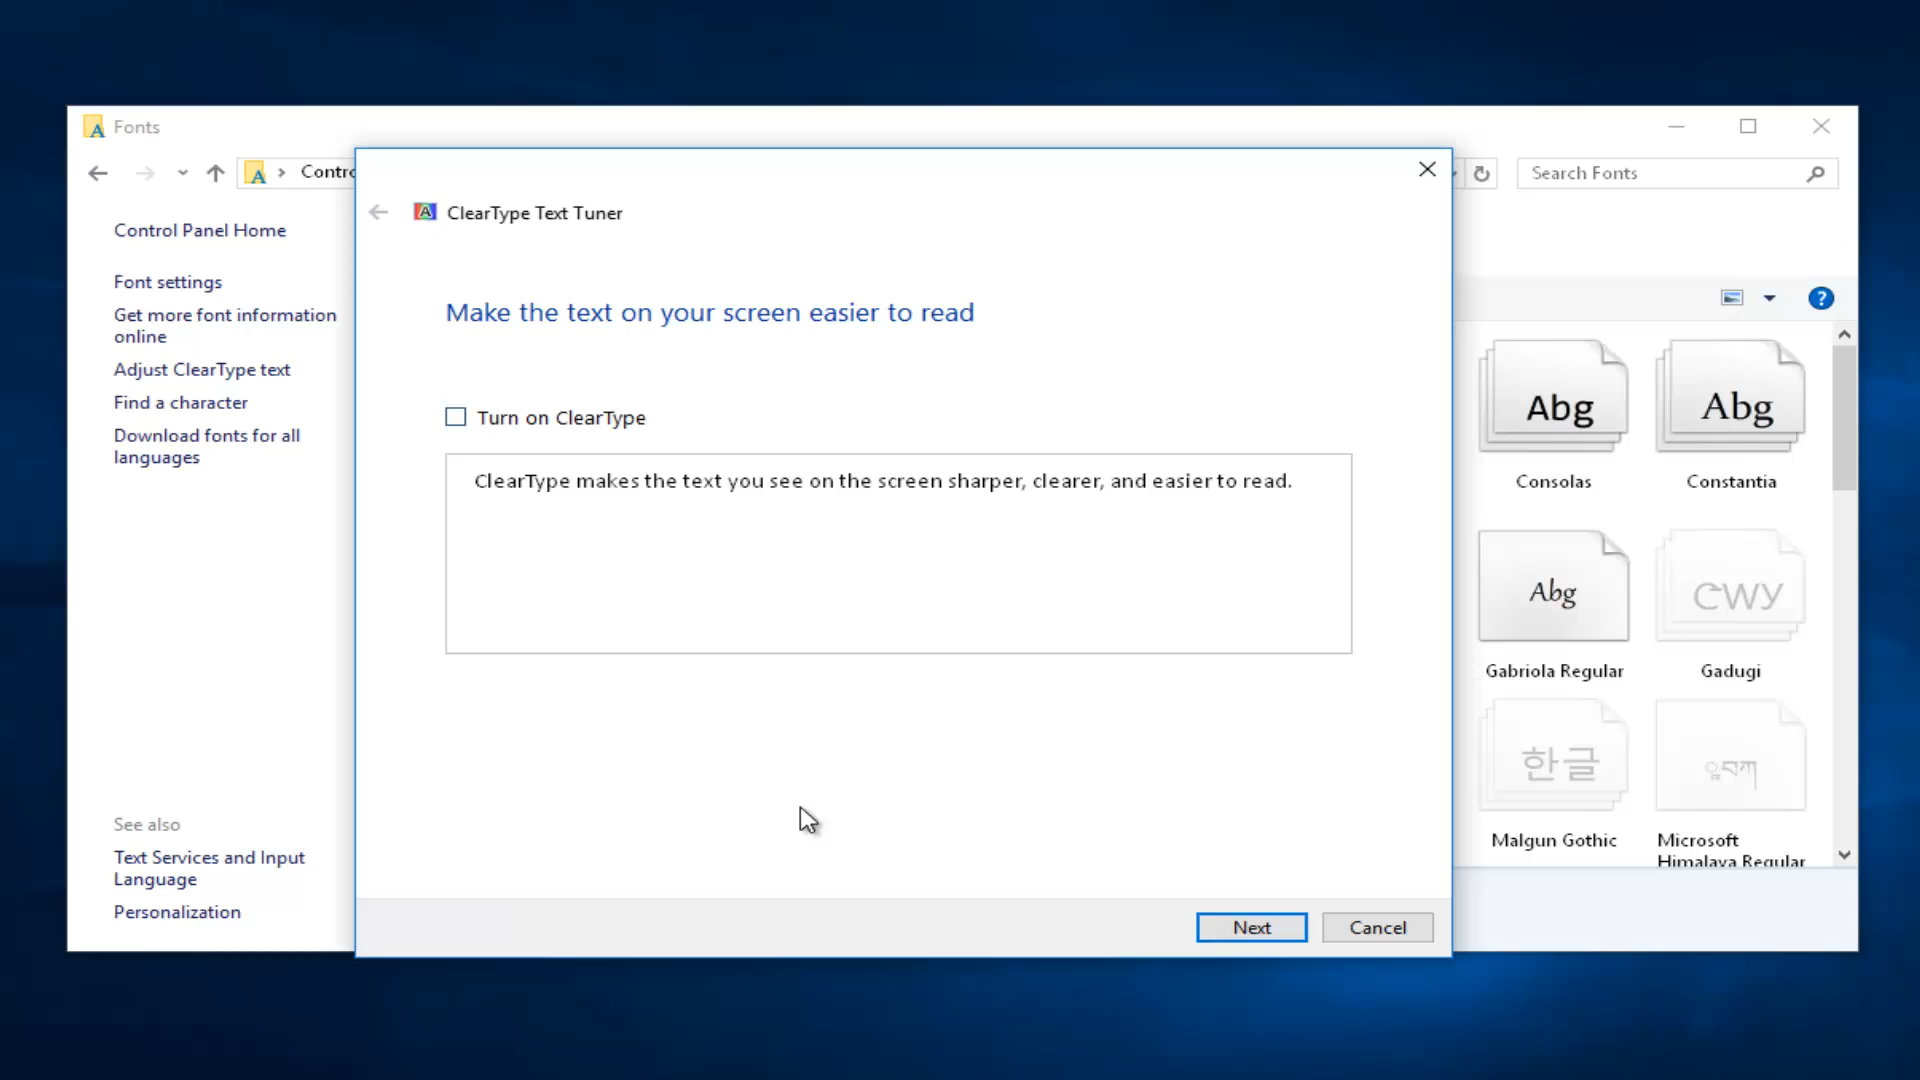 Fonts
Contro
Search Fonts
Control Panel Home
Font settings
Get more font information
online
Adjust ClearType text
Find a character
Download fonts for all
languages
See also
Text Services and Input
Language
Personalization
ClearType Text Tuner
Make the text on your screen easier to read
Turn on ClearType
ClearType makes the text you see on the screen sharper, clearer, and easier to read.
Next
Cancel
?
Abg
Abg
Consolas
Constantia
Abg
Gabriola Regular
Gadugi
한글
Malgun Gothic
Microsoft
Himalaya Regular